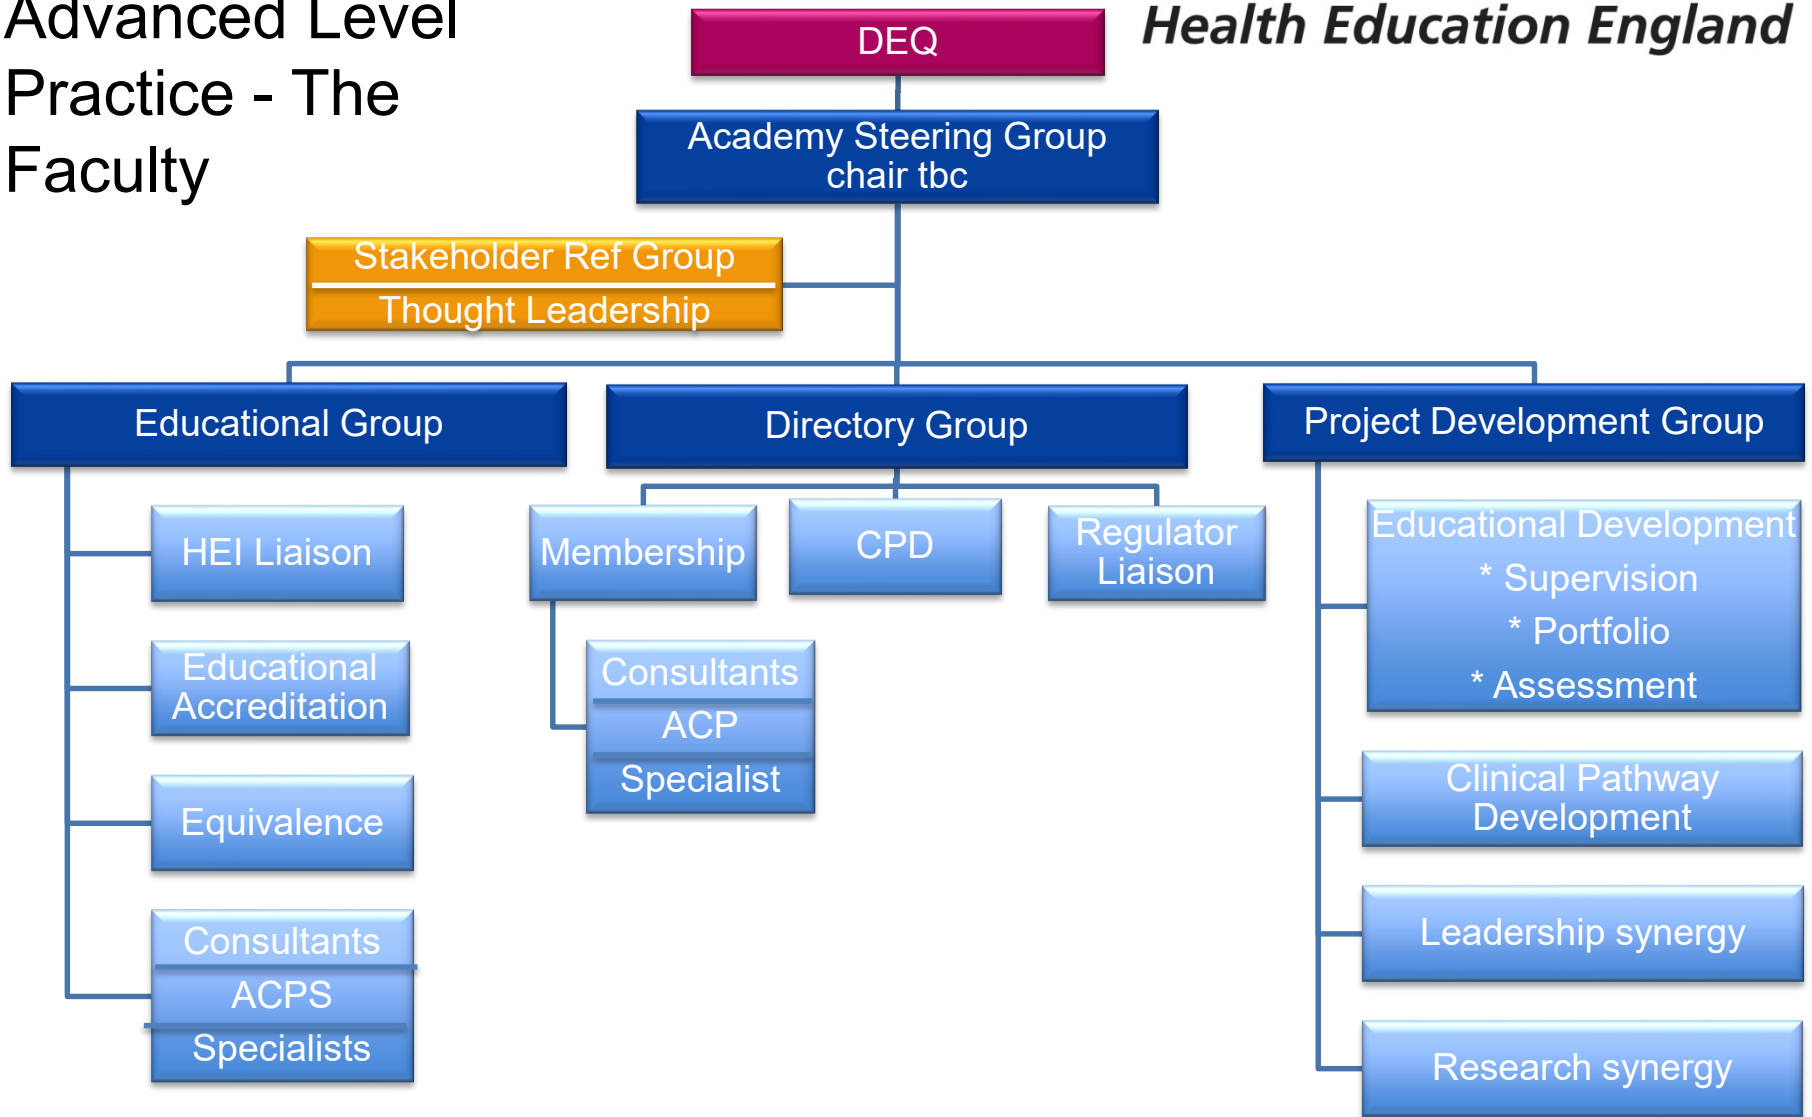 Advanced Level
Practice - The
Faculty
Health Education England
DEQ
Academy Steering Group
chair tbc
Stakeholder Ref Group
Thought Leadership
Educational Group
Directory Group
Project Development Group
HEI Liaison
Educational
Accreditation
Equivalence
Consultants
ACPS
Specialists
Membership
CPD
Regulator
Liaison
Consultants
ACP
Specialist
Educational Development
* Supervision
* Portfolio
* Assessment
Clinical Pathway
Development
Leadership synergy
Research synergy